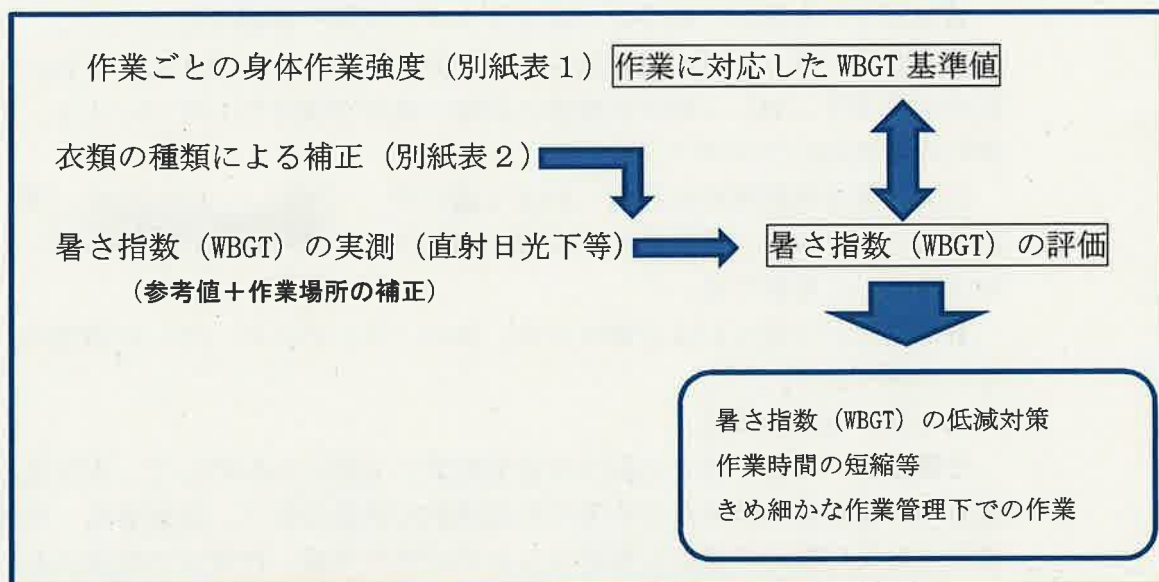 作業ごとの身体作業強度（別紙表１）作業に対応した WBGT 基準値
衣類の種類による補正（別紙表２）
暑さ指数（WBGT）の実測（直射日光下等） 暑さ指数（WBGT）の評価
（参考値＋作業場所の補正）
暑さ指数（WBGT）の低減対策
作業時間の短縮等
きめ細かな作業管理下での作業